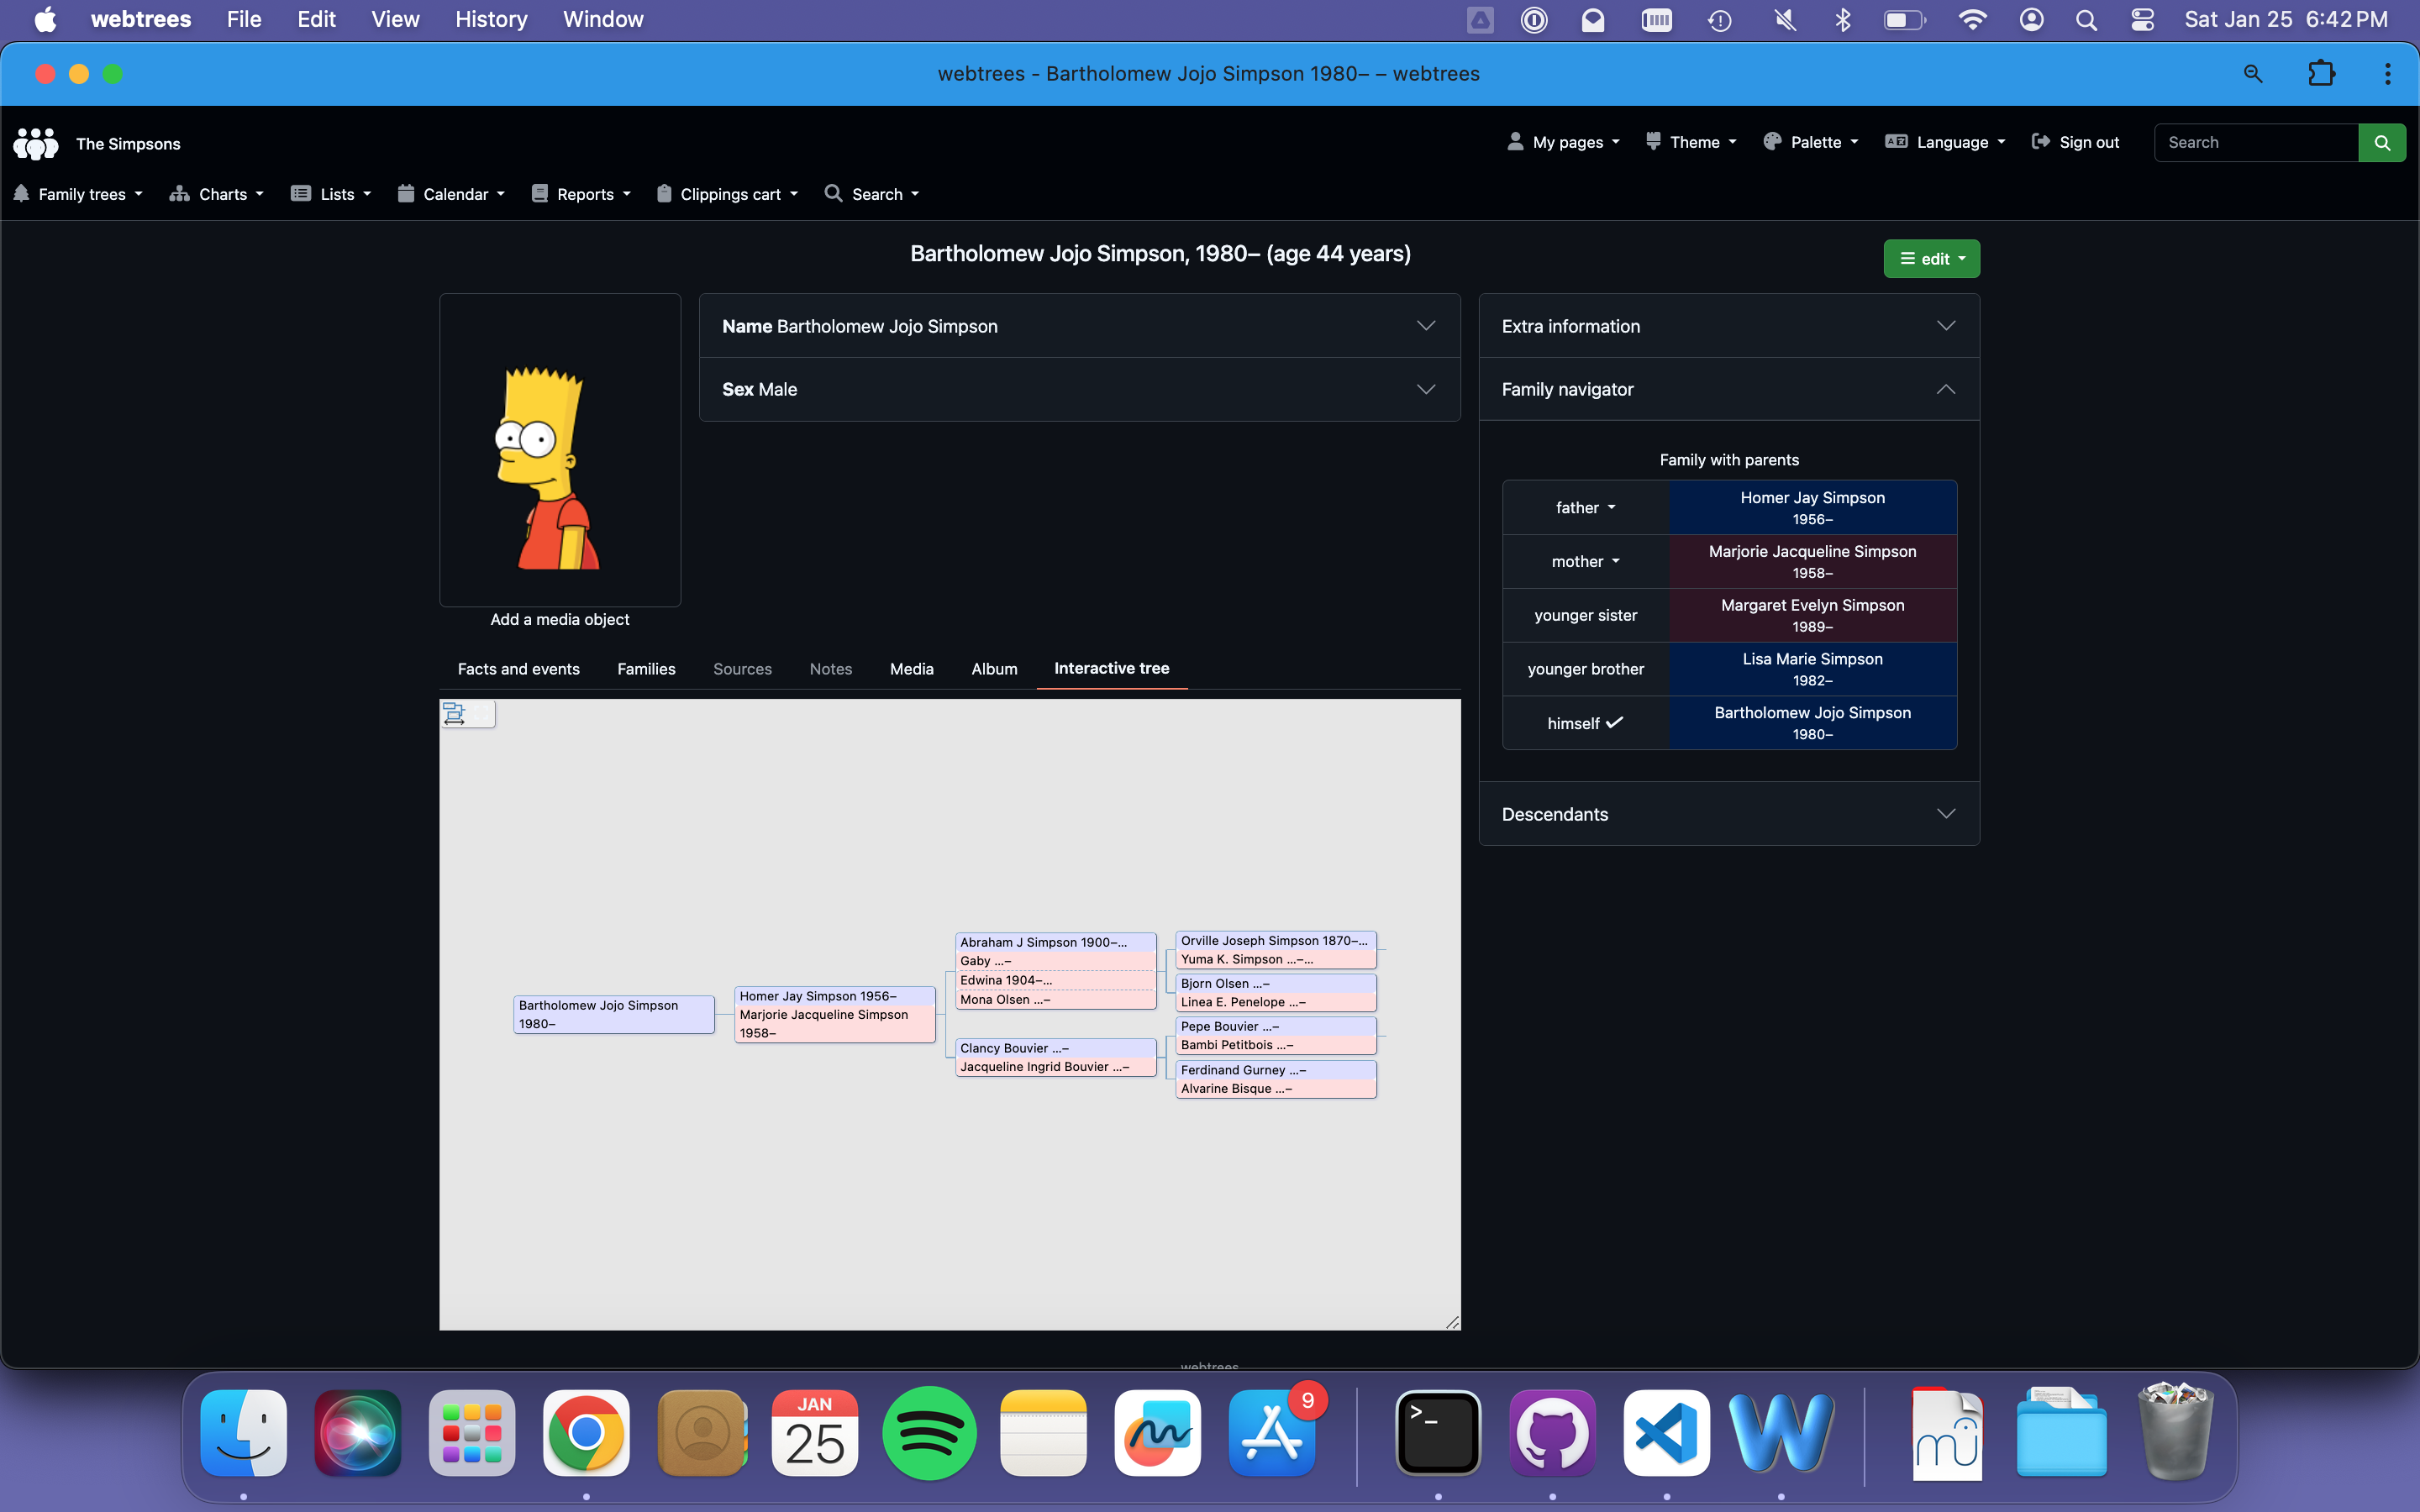 webtrees File Edit View History Window Sat Jan 25 6:42 PM
webtrees - Bartholomew Jojo Simpson 1980– – webtrees
The Simpsons
My pages Theme Palette Language Sign out Search
Family trees Charts Lists Calendar Reports Clippings cart Search
Bartholomew Jojo Simpson, 1980– (age 44 years)
edit
Name Bartholomew Jojo Simpson
Sex Male
Add a media object
Extra information
Family navigator
Family with parents
father
Homer Jay Simpson
1956–
mother
Marjorie Jacqueline Simpson
1958–
younger sister
Margaret Evelyn Simpson
1989–
younger brother
Lisa Marie Simpson
1982–
himself
Bartholomew Jojo Simpson
1980–
Descendants
Facts and events Families Sources Notes Media Album Interactive tree
Bartholomew Jojo Simpson
1980–
Homer Jay Simpson 1956–
Marjorie Jacqueline Simpson
1958–
Abraham J Simpson 1900–...
Gaby ...–
Edwina 1904–...
Mona Olsen ...–
Clancy Bouvier ...–
Jacqueline Ingrid Bouvier ...–
Orville Joseph Simpson 1870–...
Yuma K. Simpson ...–...
Bjorn Olsen ...–
Linea E. Penelope ...–
Pepe Bouvier ...–
Bambi Petitbois ...–
Ferdinand Gurney ...–
Alvarine Bisque ...–
webtrees
JAN
25
9
>_
W
mu